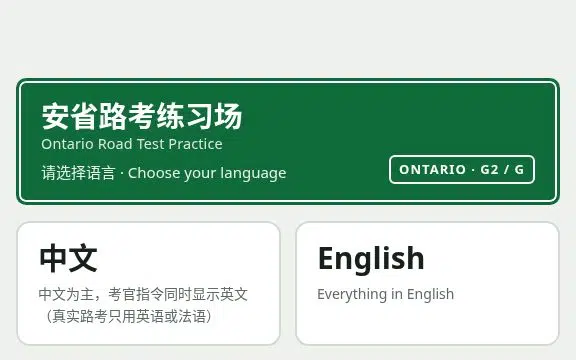 安省路考练习场
Ontario Road Test Practice
请选择语言 · Choose your language
ONTARIO · G2 / G
中文
中文为主，考官指令同时显示英文
（真实路考只用英语或法语）
English
Everything in English